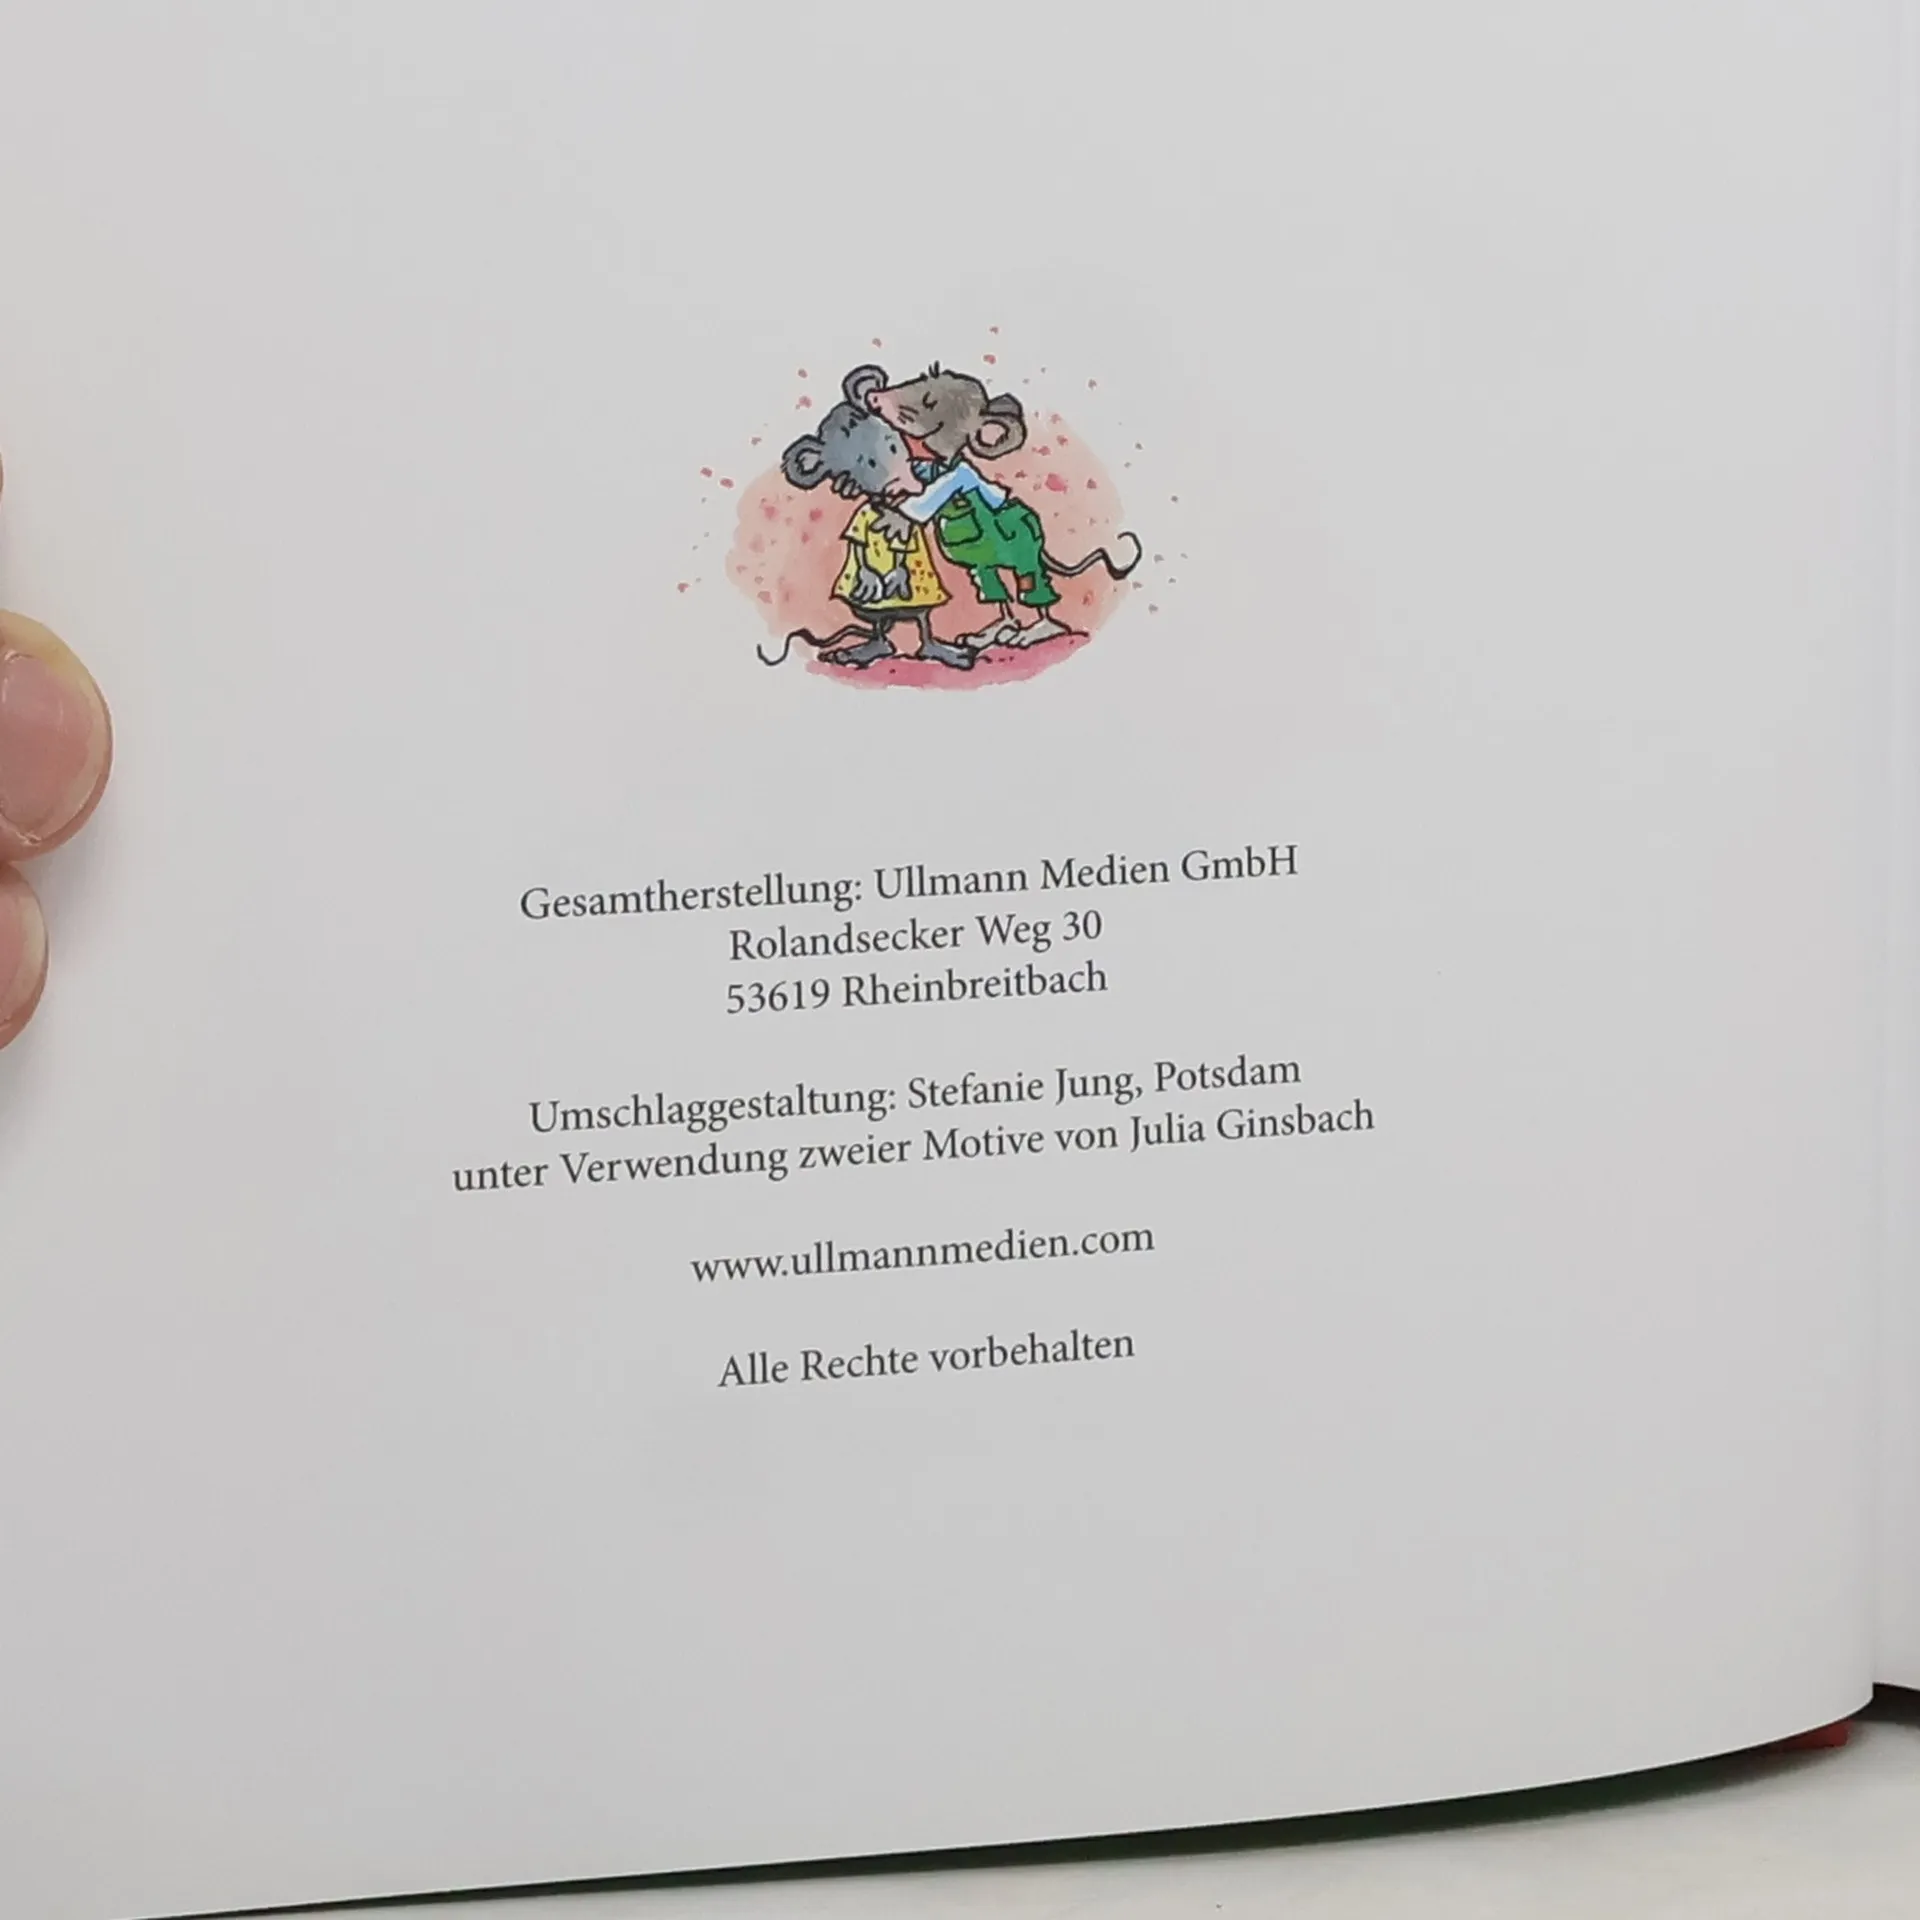 Gesamtherstellung: Ullmann Medien GmbH
Rolandsecker Weg 30
53619 Rheinbreitbach
Umschlaggestaltung: Stefanie Jung, Potsdam
unter Verwendung zweier Motive von Julia Ginsbach
www.ullmannmedien.com
Alle Rechte vorbehalten